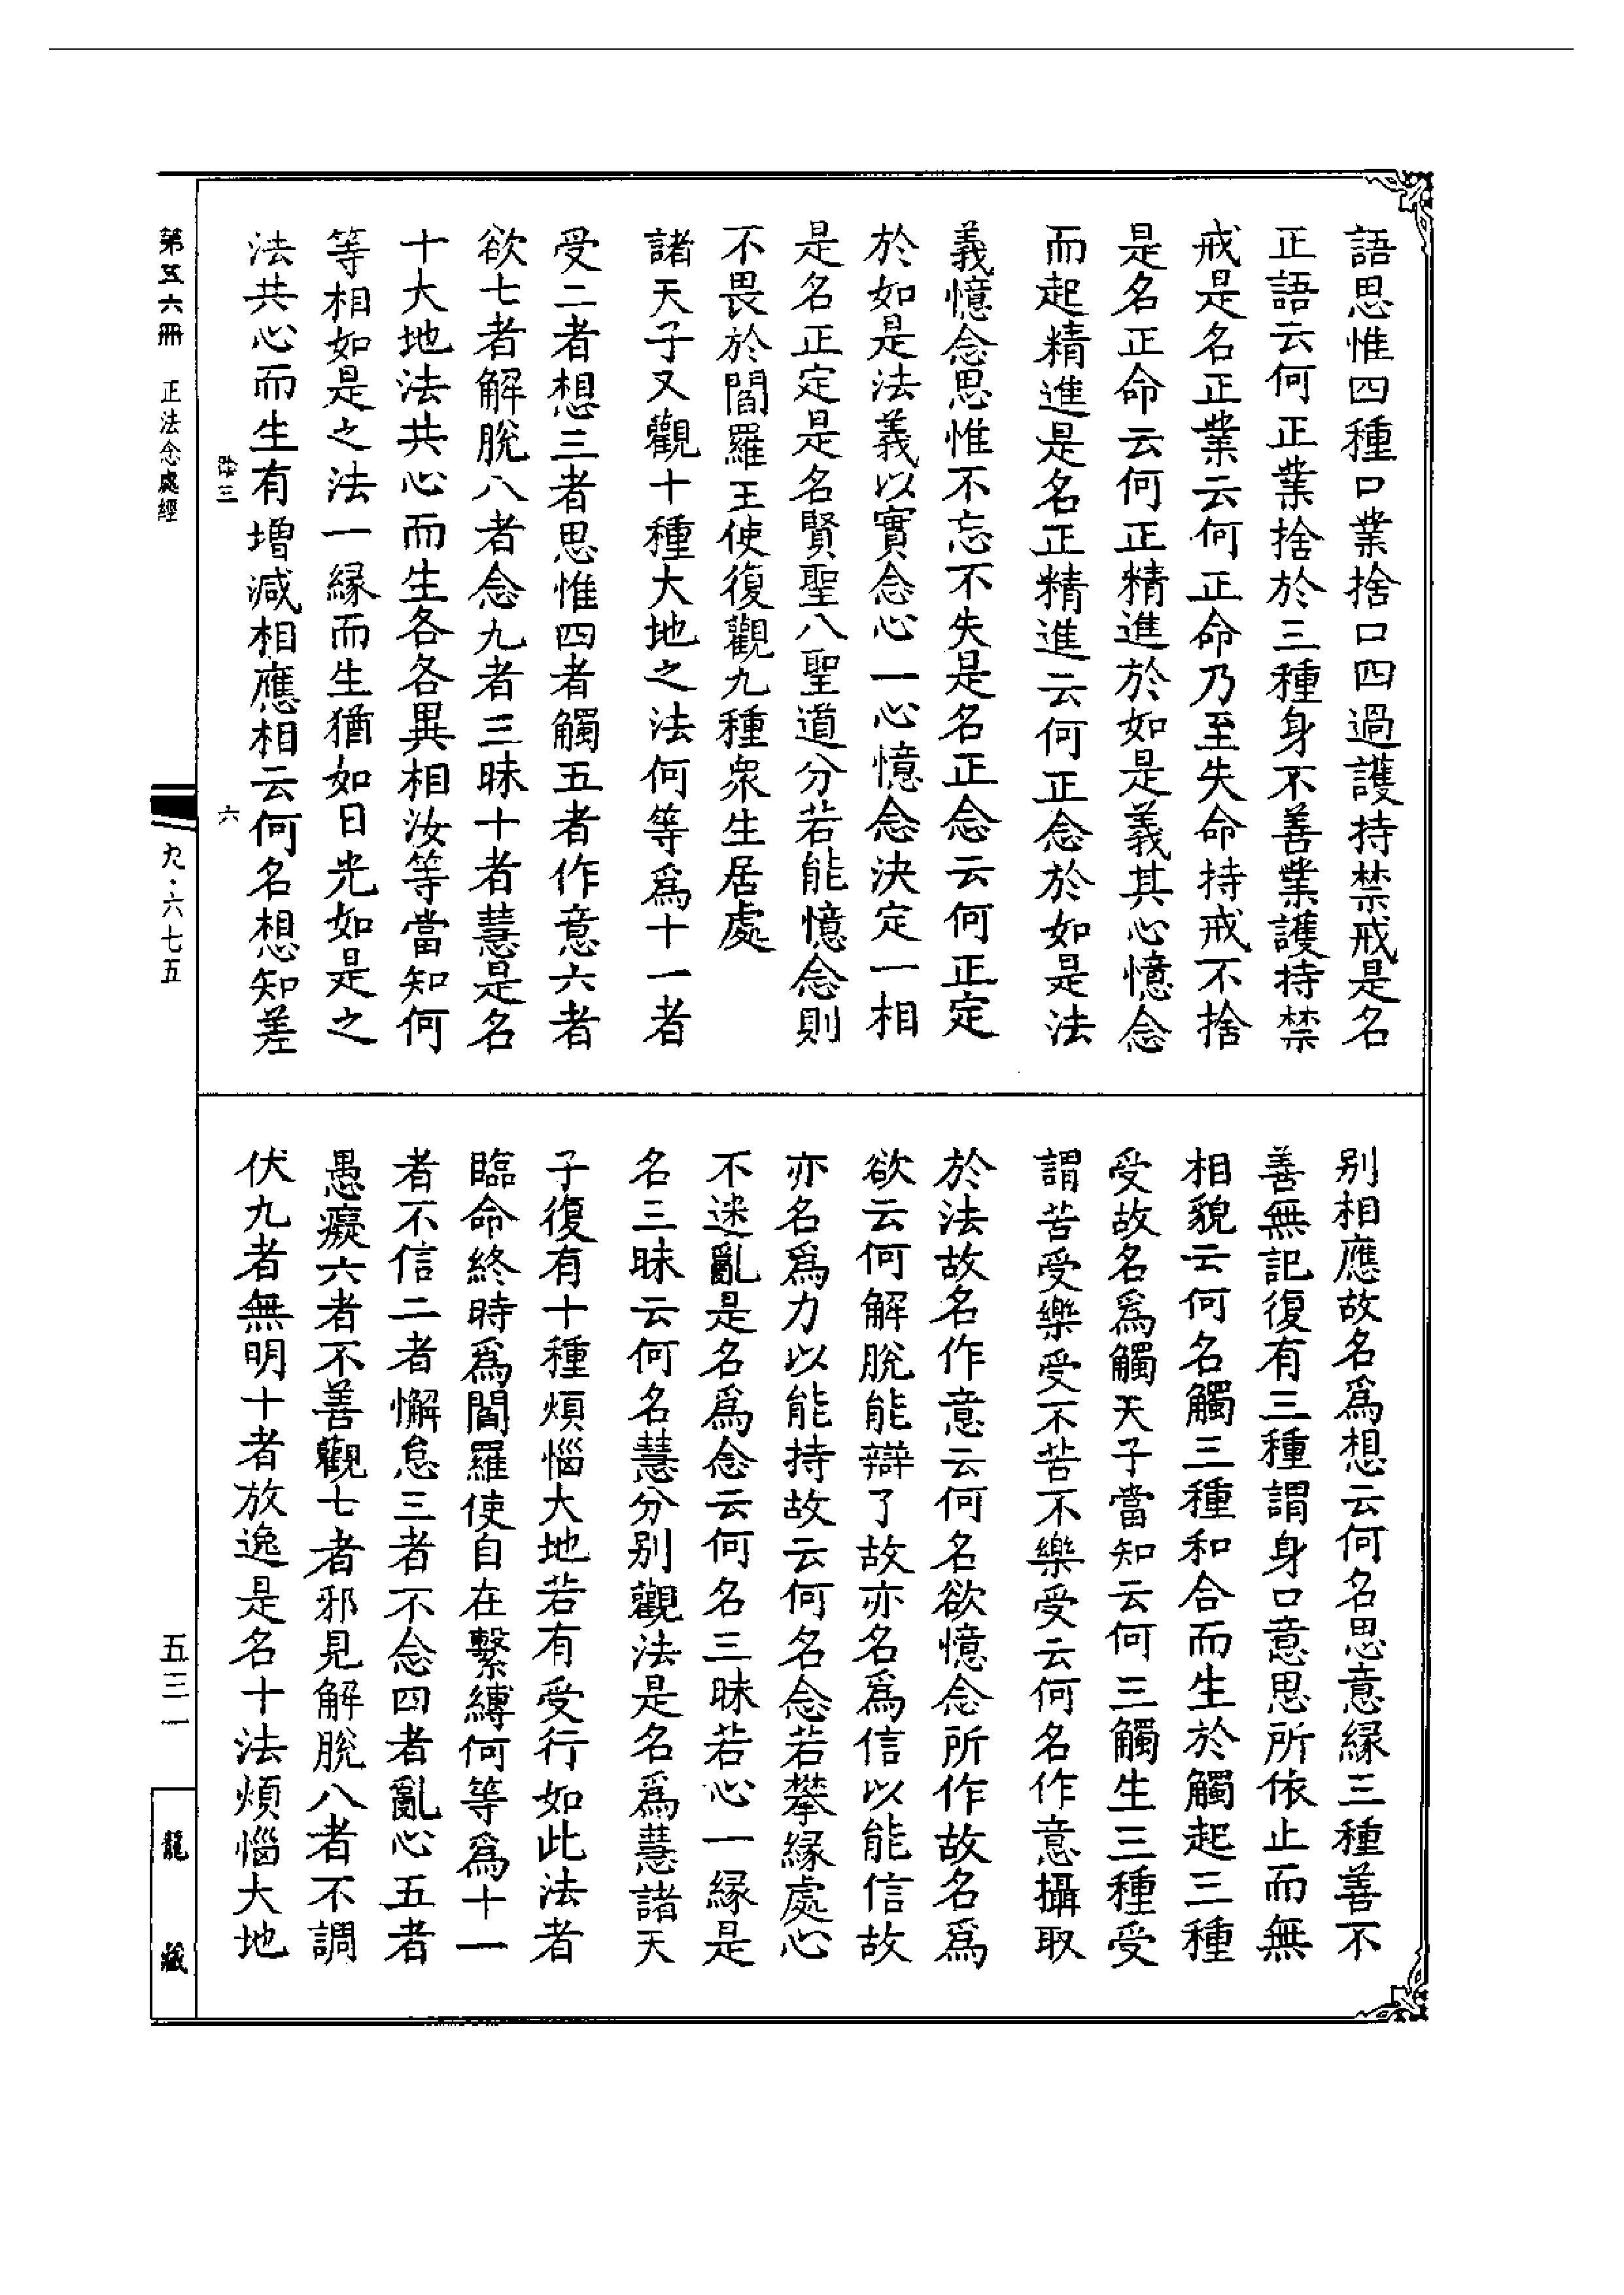 語思惟四種口業捨口四過護持禁戒是名
正語云何正業捨於三種身不善業護持禁
戒是名正業云何正命乃至失命持戒不捨
是名正命云何正精進於如是義其心憶念
而起精進是名正精進云何正念於如是法
義憶念思惟不忘不失是名正念云何正定
於如是法義以實念心一心憶念決定一相
是名正定是名賢聖八聖道分若能憶念則
不畏於閻羅王使復觀九種衆生居處
諸天子又觀十種大地之法何等爲十一者
受二者想三者思惟四者觸五者作意六者
欲七者解脫八者念九者三昧十者慧是名
十大地法共心而生各各異相汝等當知何
等相如是之法一緣而生猶如日光如是之
法共心而生有增減相應相云何名想知差
六
別相應故名爲想云何名思意緣三種善不
善無記復有三種謂身口意思所依止而無
相貌云何名觸三種和合而生於觸起三種
受故名爲觸天子當知云何三觸生三種受
謂苦受樂受不苦不樂受云何名作意攝取
於法故名作意云何名欲憶念所作故名爲
欲云何解脫能辯了故亦名爲信以能信故
亦名爲力以能持故云何名念若攀緣處心
不迷亂是名爲念云何名三昧若心一緣是
名三昧云何名慧分別觀法是名爲慧諸天
子復有十種煩惱大地若有受行如此法者
臨命終時爲閻羅使自在繫縛何等爲十一
者不信二者懈怠三者不念四者亂心五者
愚癡六者不善觀七者邪見解脫八者不調
伏九者無明十者放逸是名十法煩惱大地
第五六冊 正法念處經
九·六七五
五三一
龍藏